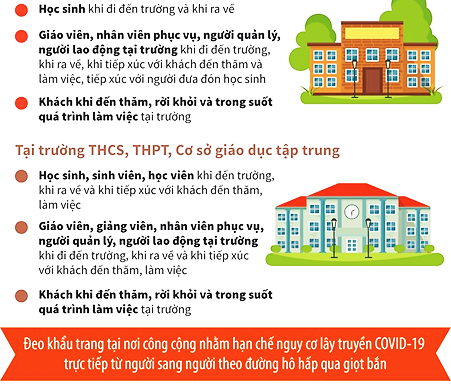 Học sinh khi đi đến trường và khi ra về
Giáo viên, nhân viên phục vụ, người quản lý,
người lao động tại trường khi đi đến trường,
khi ra về, khi tiếp xúc với khách đến thăm và
làm việc, tiếp xúc với người đưa đón học sinh
Khách khi đến thăm, rời khỏi và trong suốt
quá trình làm việc tại trường
Tại trường THCS, THPT, Cơ sở giáo dục tập trung
Học sinh, sinh viên, học viên khi đến trường,
khi ra về và khi tiếp xúc với khách đến thăm,
làm việc
Giáo viên, giảng viên, nhân viên phục vụ,
người quản lý, người lao động tại trường
khi đi đến trường, khi ra về và khi tiếp xúc
với khách đến thăm, làm việc
Khách khi đến thăm, rời khỏi và trong suốt
quá trình làm việc tại trường
Đeo khẩu trang tại nơi công cộng nhằm hạn chế nguy cơ lây truyền COVID-19
trực tiếp từ người sang người theo đường hô hấp qua giọt bắn